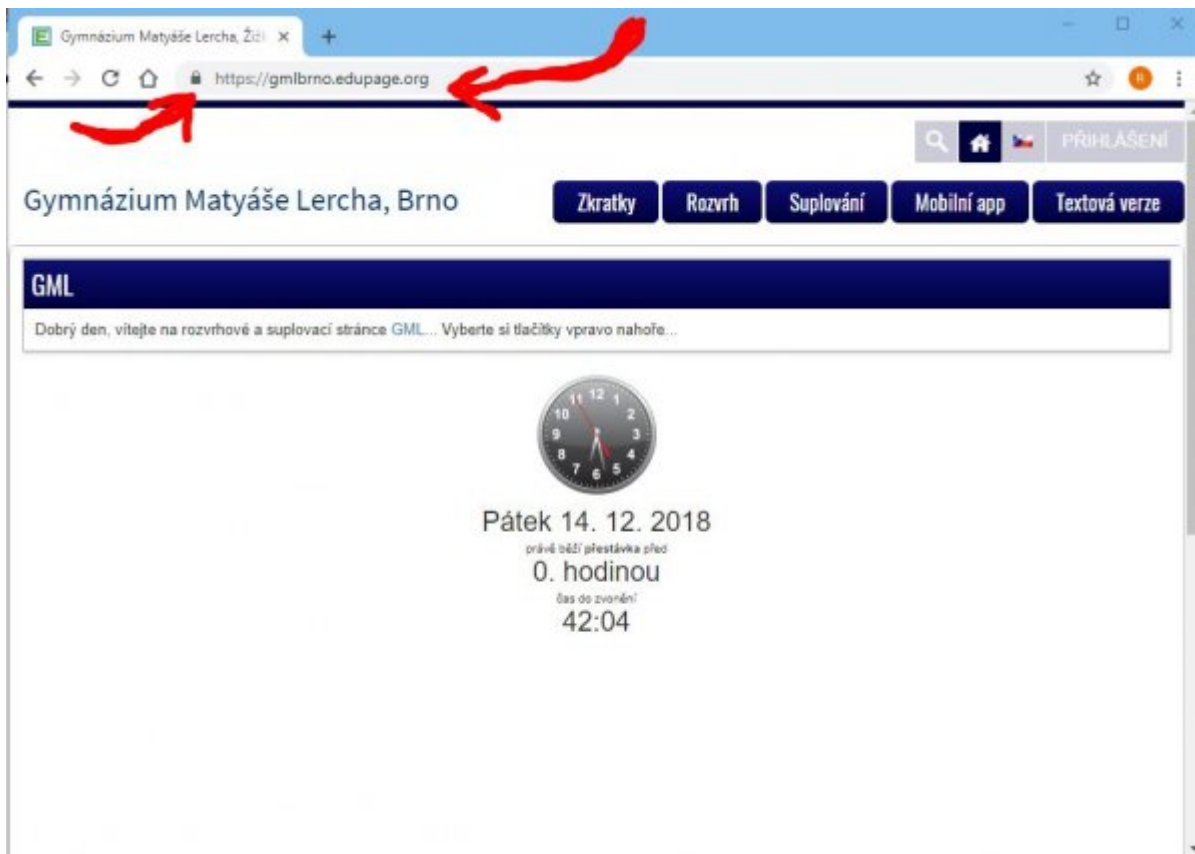 Gymnázium Matyáše Lercha, Žiž
https://gmlbrno.edupage.org
R
PŘIHLÁŠENÍ
Gymnázium Matyáše Lercha, Brno
Zkratky
Rozvrh
Suplování
Mobilní app
Textová verze
GML
Dobrý den, vítejte na rozvrhové a suplovací stránce GML... Vyberte si tlačítky vpravo nahoře...
12
1
2
3
4
5
6
7
8
9
10
11
Pátek 14. 12. 2018
právě běží přestávka před
0. hodinou
čas do zvonění
42:04